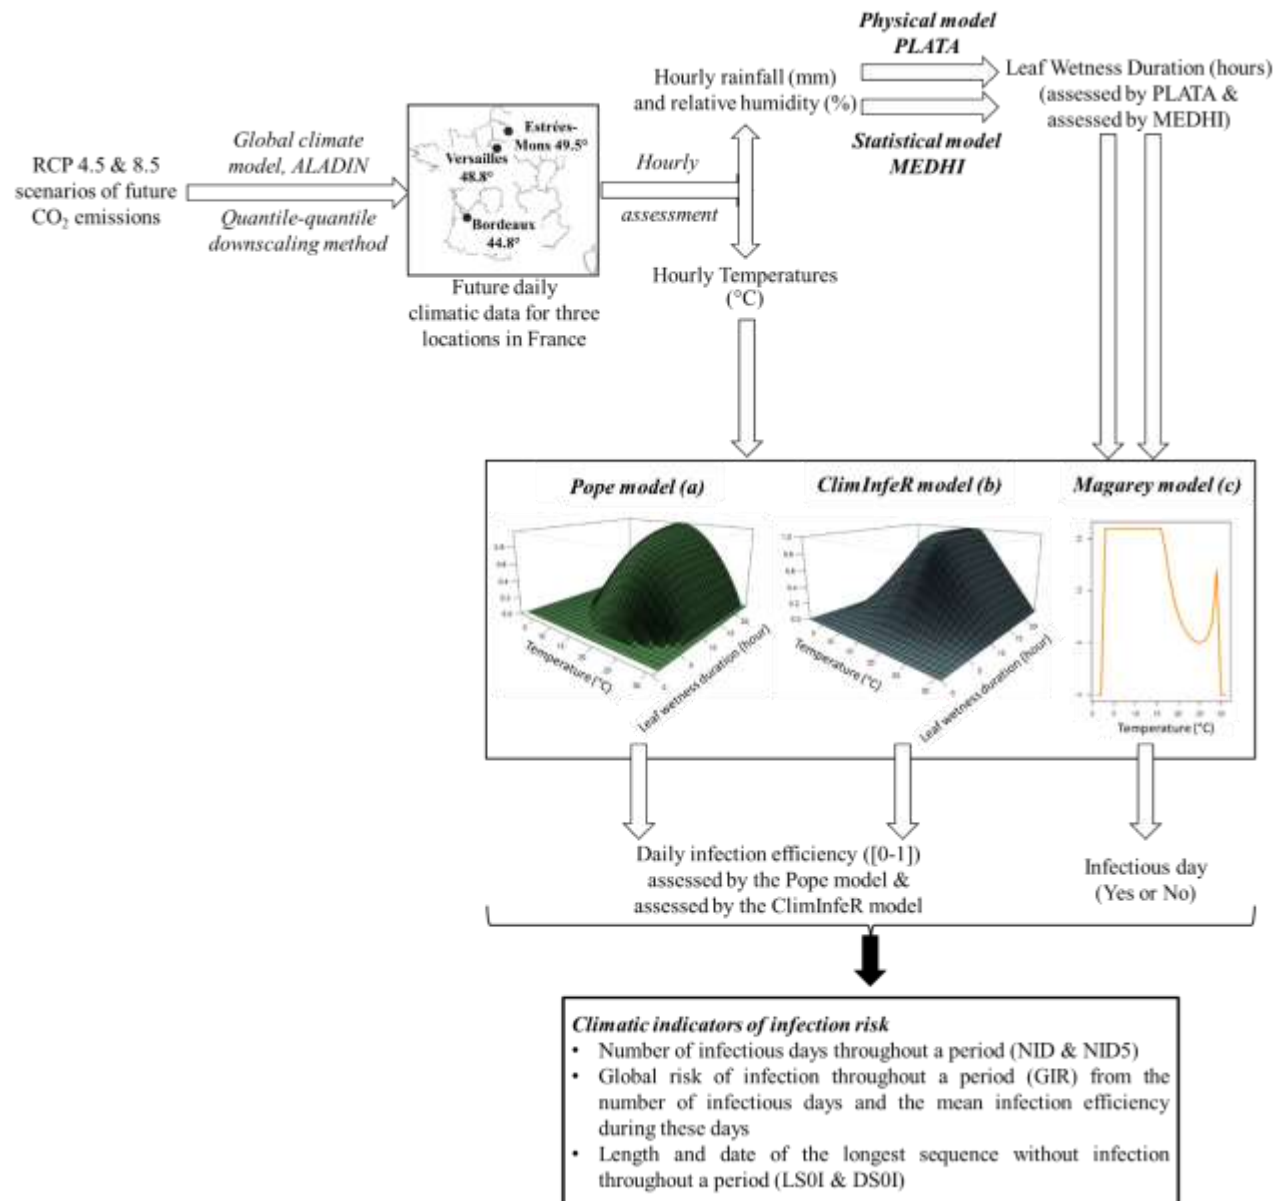 Physical model
PLATA
Hourly rainfall (mm)
and relative humidity (%)
Leaf Wetness Duration (hours)
(assessed by PLATA &
assessed by MEDHI)
Statistical model
MEDHI
RCP 4.5 & 8.5
scenarios of future
CO₂ emissions
Global climate
model, ALADIN
Quantile-quantile
downscaling method
Estrées-
Mons 49.5°
Versailles
48.8°
Bordeaux
44.8°
Future daily
climatic data for three
locations in France
Hourly
assessment
Hourly Temperatures
(°C)
Pope model (a)
Temperature (°C)
Leaf wetness duration (hour)
ClimInfeR model (b)
Temperature (°C)
Leaf wetness duration (hour)
Magarey model (c)
Temperature (°C)
Daily infection efficiency ([0-1])
assessed by the Pope model &
assessed by the ClimInfeR model
Infectious day
(Yes or No)
Climatic indicators of infection risk
• Number of infectious days throughout a period (NID & NID5)
• Global risk of infection throughout a period (GIR) from the
number of infectious days and the mean infection efficiency
during these days
• Length and date of the longest sequence without infection
throughout a period (LS0I & DS0I)